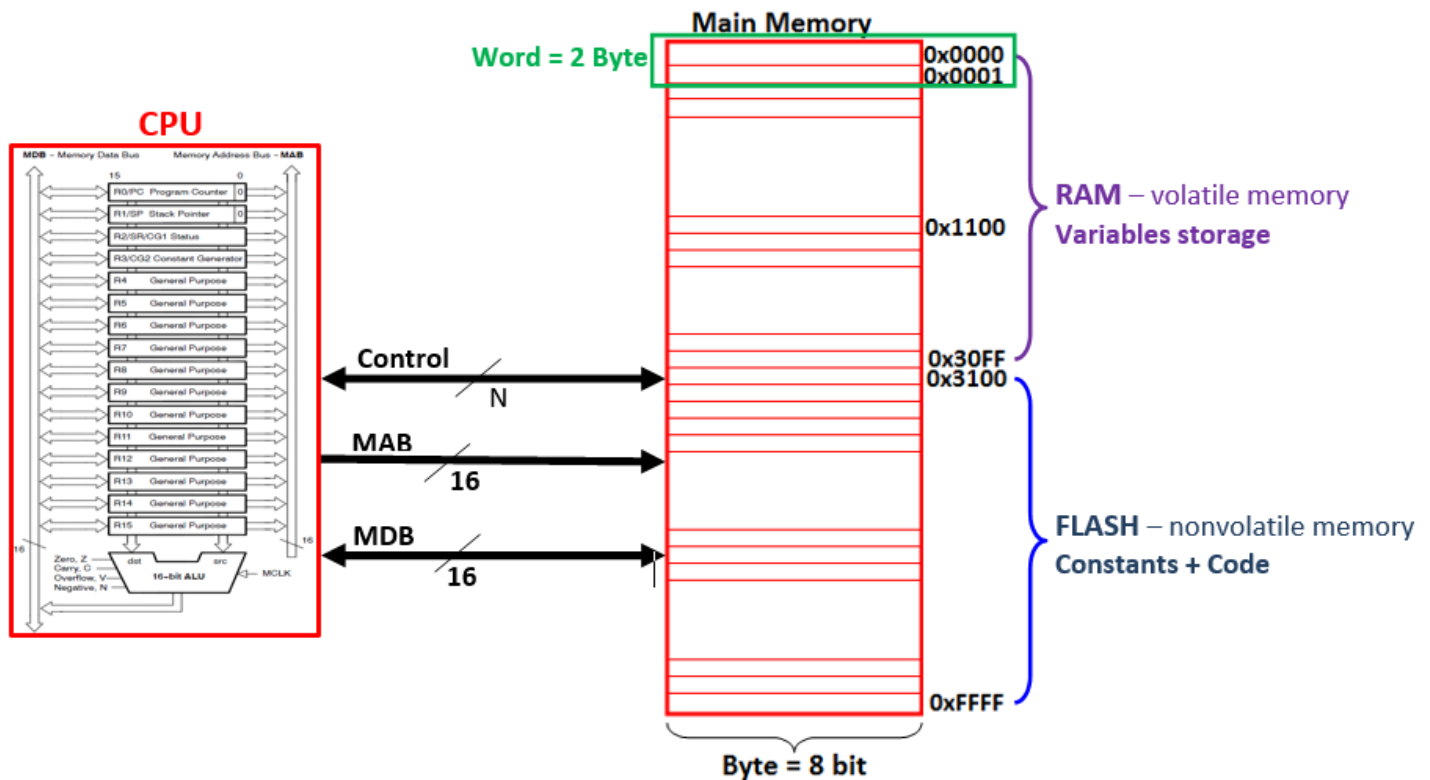 Main Memory
Word = 2 Byte
0x0000
0x0001
CPU
MDB – Memory Data Bus
Memory Address Bus – MAB
15
0
R0/PC Program Counter
0
R1/SP Stack Pointer
0
R2/SR/CG1 Status
R3/CG2 Constant Generator
R4 General Purpose
R5 General Purpose
R6 General Purpose
R7 General Purpose
R8 General Purpose
R9 General Purpose
R10 General Purpose
R11 General Purpose
R12 General Purpose
R13 General Purpose
R14 General Purpose
R15 General Purpose
16
16
Zero, Z
Carry, C
Overflow, V
Negative, N
dst
src
16-bit ALU
MCLK
Control
N
MAB
16
MDB
16
0x1100
0x30FF
0x3100
0xFFFF
RAM – volatile memory
Variables storage
FLASH – nonvolatile memory
Constants + Code
Byte = 8 bit